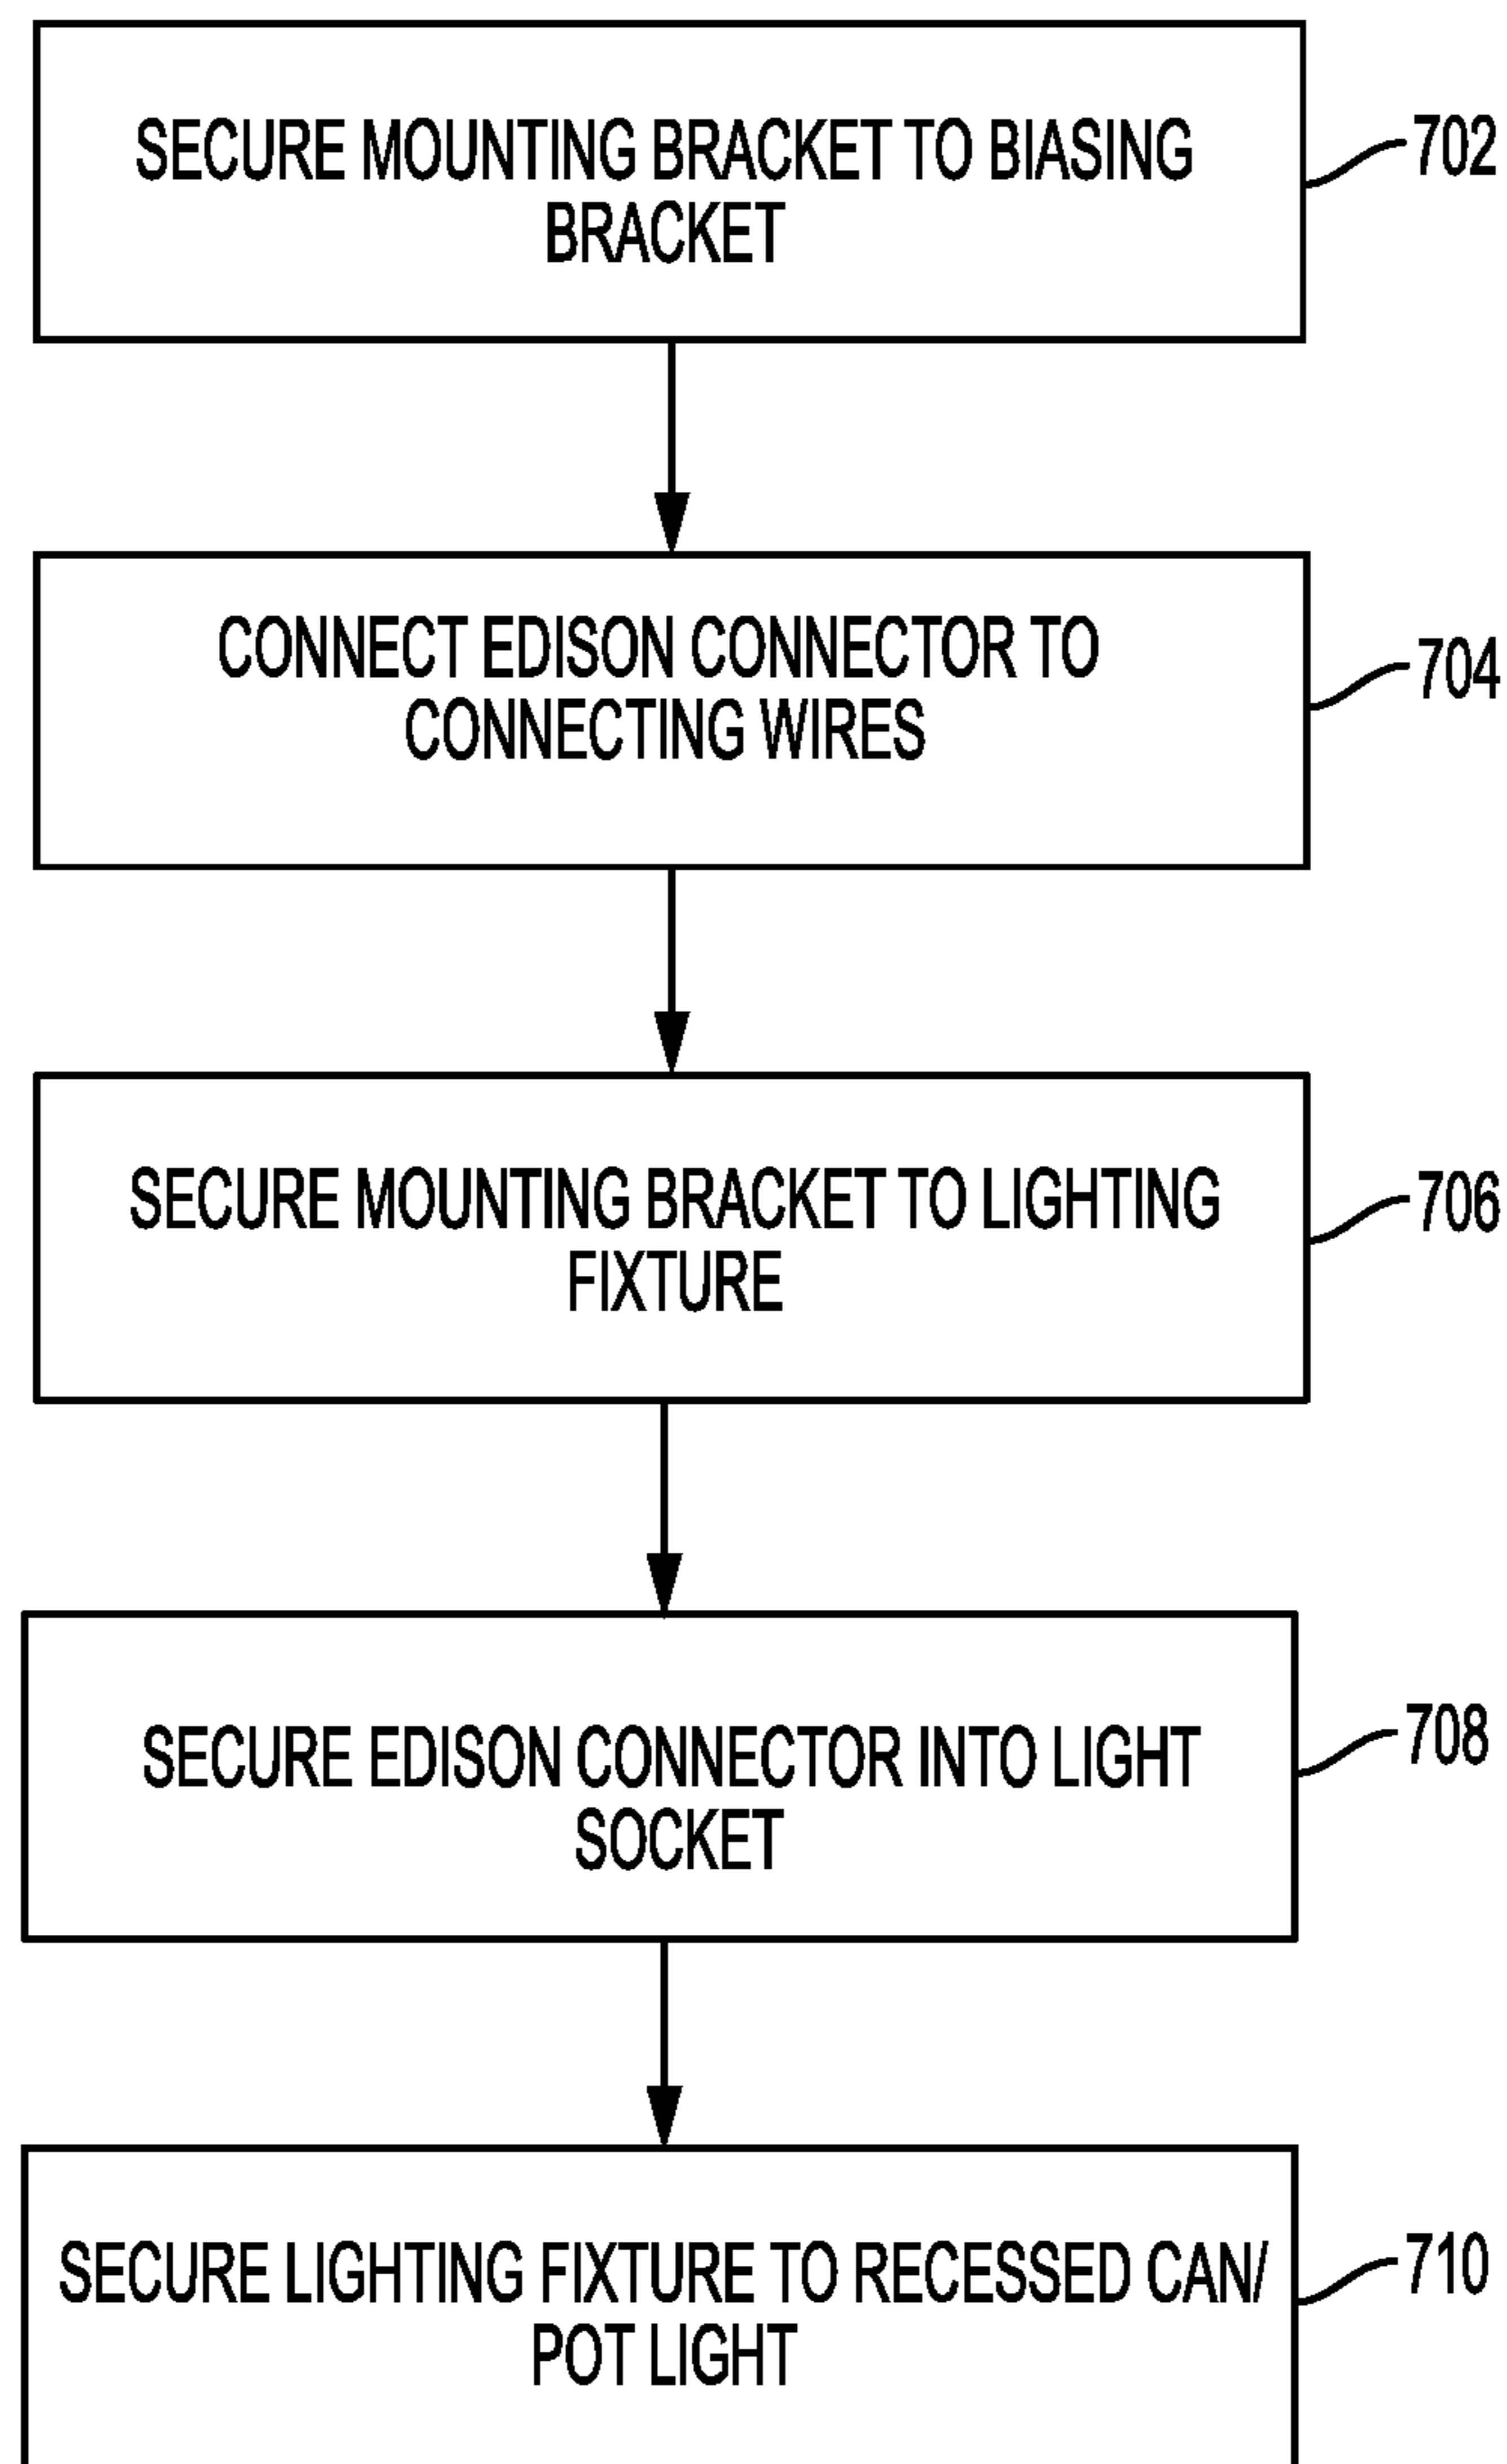 SECURE MOUNTING BRACKET TO BIASING
BRACKET
702
CONNECT EDISON CONNECTOR TO
CONNECTING WIRES
704
SECURE MOUNTING BRACKET TO LIGHTING
FIXTURE
706
SECURE EDISON CONNECTOR INTO LIGHT
SOCKET
708
SECURE LIGHTING FIXTURE TO RECESSED CAN/
POT LIGHT
710